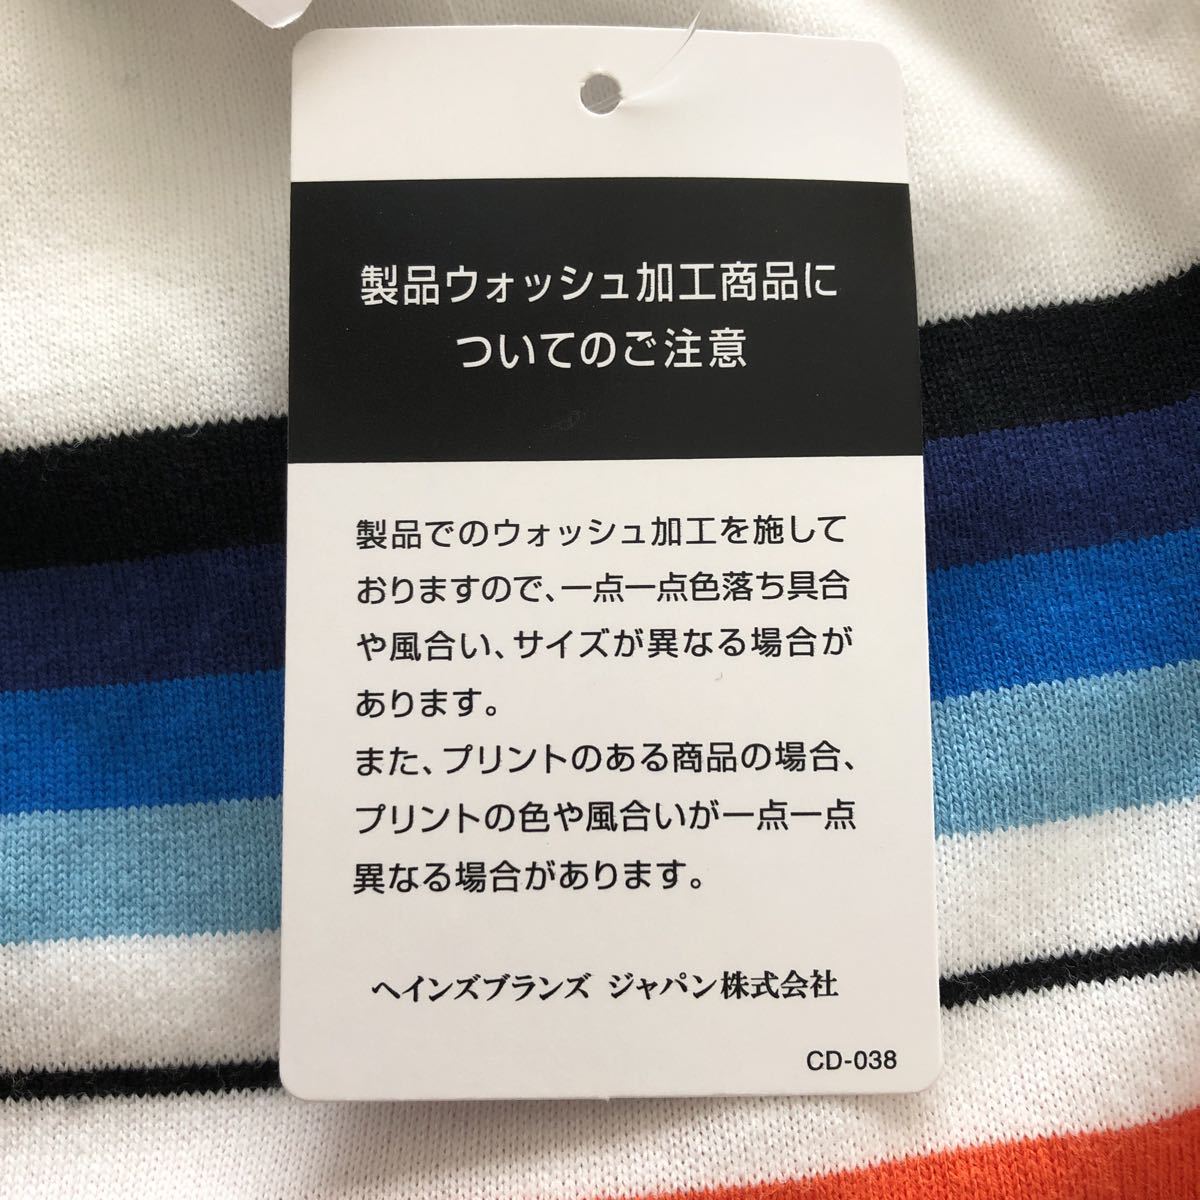 製品ウォッシュ加工商品に
ついてのご注意
製品でのウォッシュ加工を施して
おりますので、一点一点色落ち具合
や風合い、サイズが異なる場合が
あります。
また、プリントのある商品の場合、
プリントの色や風合いが一点一点
異なる場合があります。
ヘインズブランズ ジャパン株式会社
CD-038